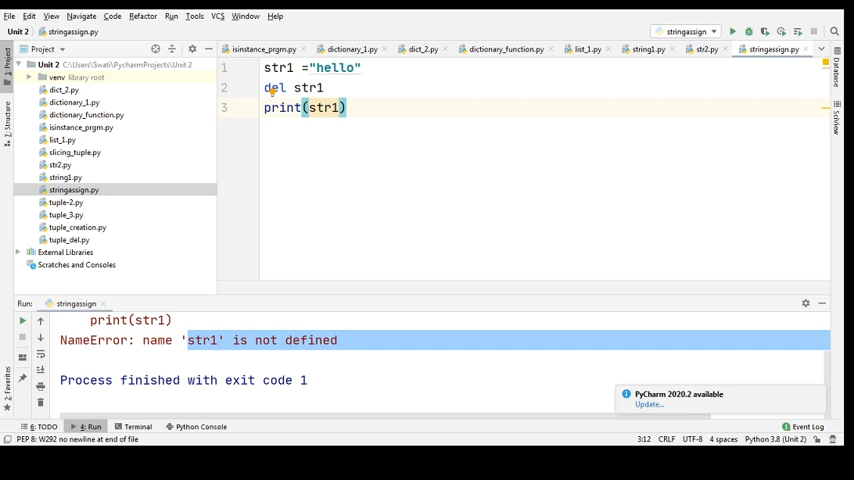 File Edit View Navigate Code Refactor Run Tools VCS Window Help
Unit 2 stringassign.py stringassign
Project
isinstance_prgm.py dictionary_1.py dict_2.py dictionary_function.py list_1.py string1.py str2.py stringassign.py
Unit 2 C:\Users\Swati\PycharmProjects\Unit 2
venv library root
dict_2.py
dictionary_1.py
dictionary_function.py
isinstance_prgm.py
list_1.py
slicing_tuple.py
str2.py
string1.py
stringassign.py
tuple-2.py
tuple_3.py
tuple_creation.py
tuple_del.py
External Libraries
Scratches and Consoles
1 str1 ="hello"
2 del str1
3 print(str1)
1: Project
7: Structure
2: Favorites
Database
SciView
Run: stringassign
print(str1)
NameError: name 'str1' is not defined
Process finished with exit code 1
PyCharm 2020.2 available
Update...
6: TODO 4: Run Terminal Python Console Event Log
PEP 8: W292 no newline at end of file 3:12 CRLF UTF-8 4 spaces Python 3.8 (Unit 2)